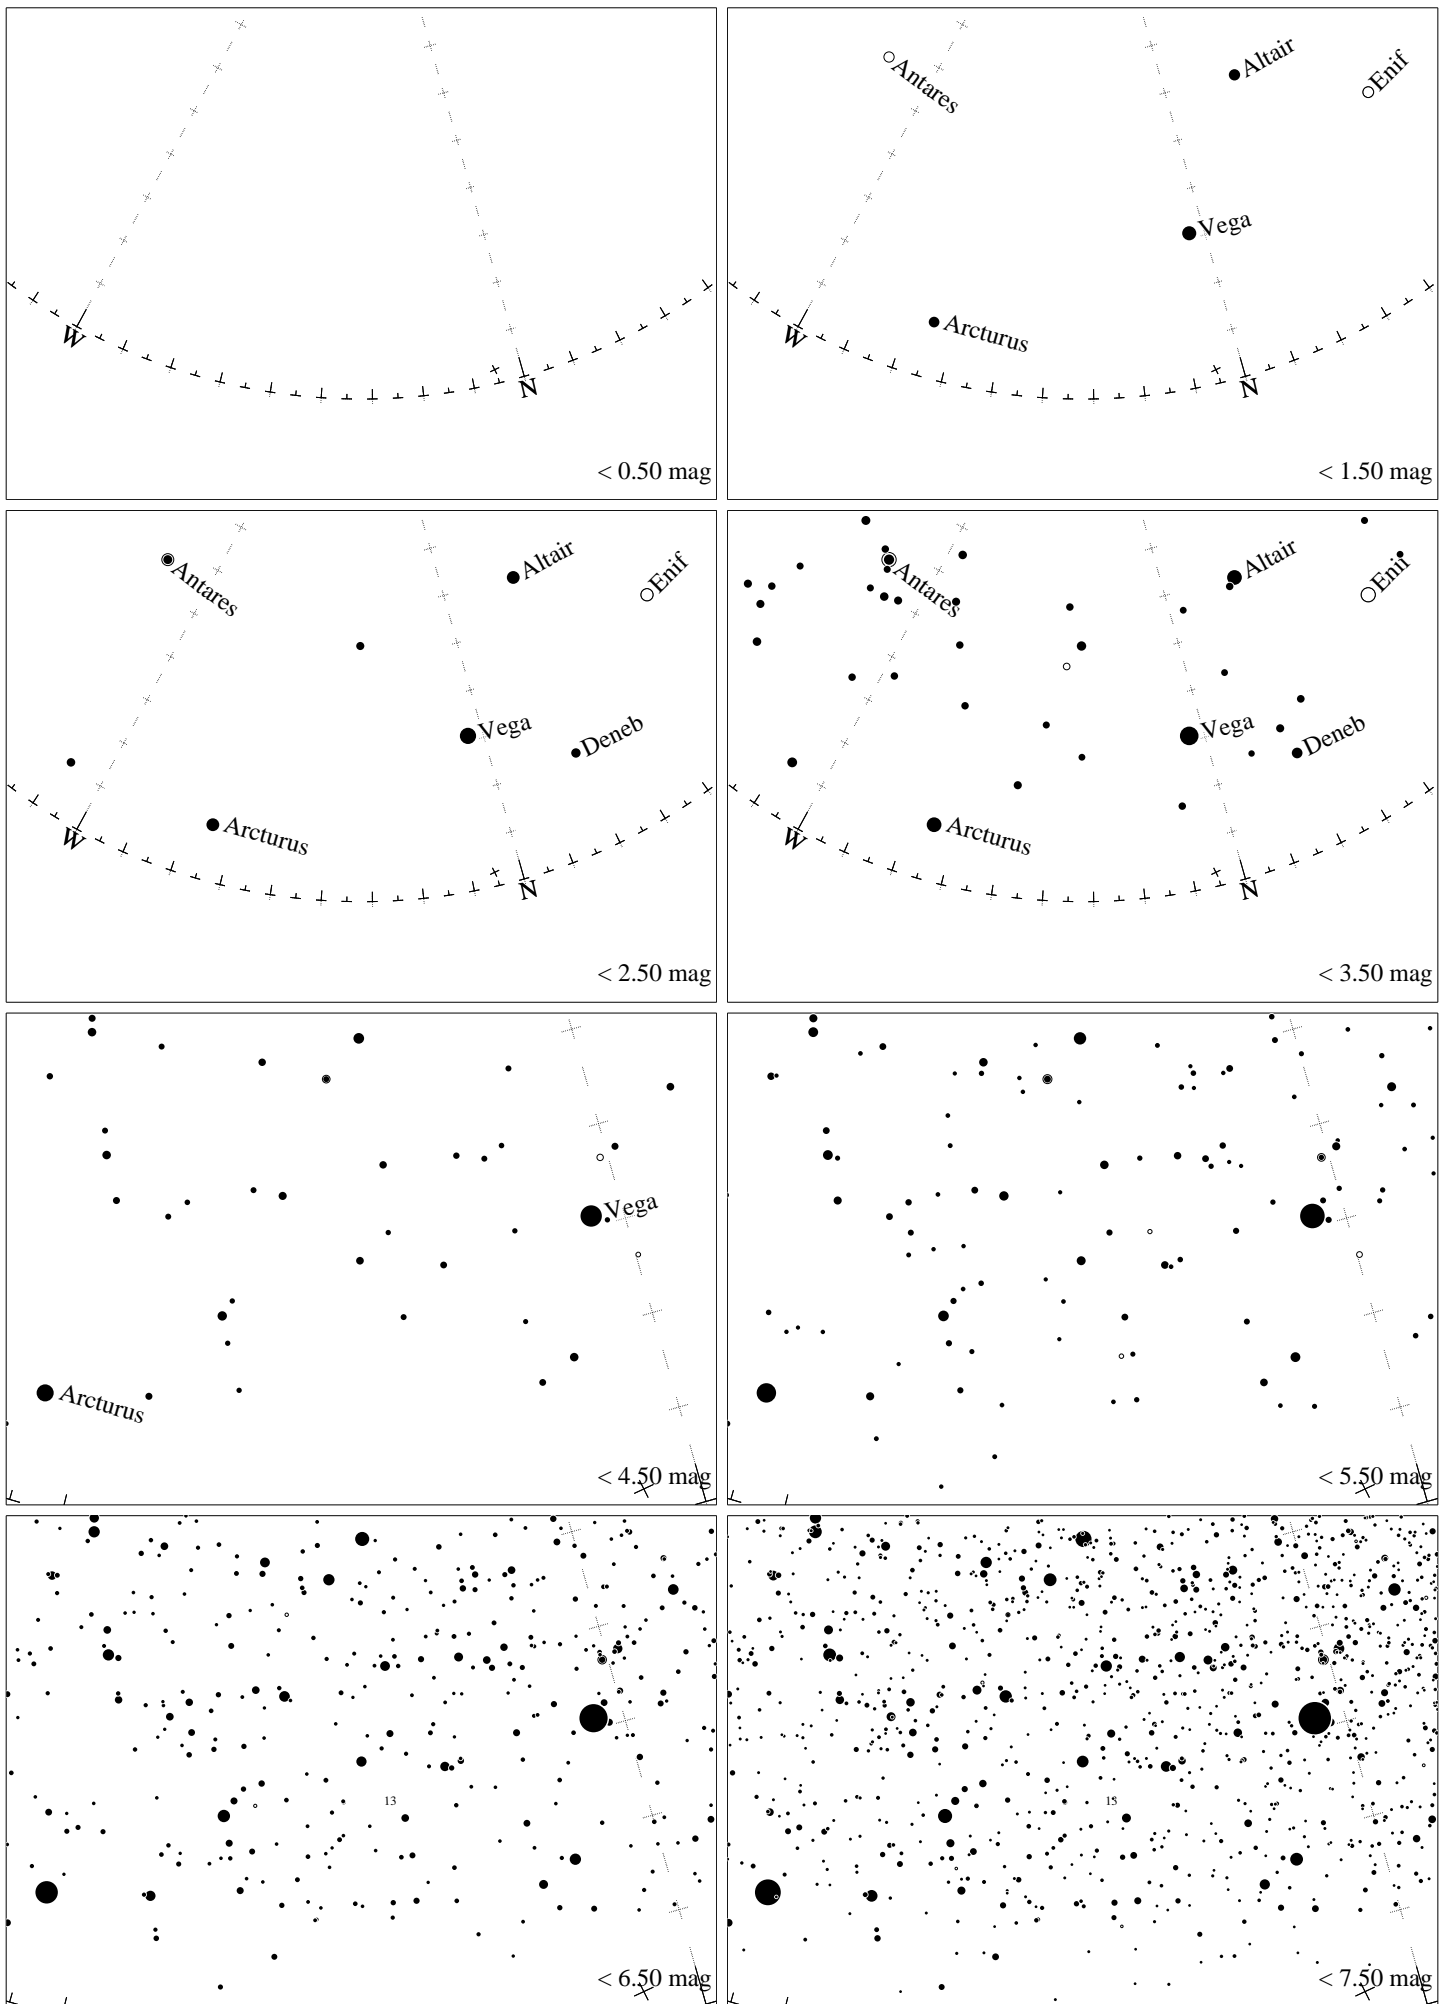 W
N
< 0.50 mag
Antares
Altair
Enif
Vega
Arcturus
W
N
< 1.50 mag
Antares
Altair
Enif
Vega
Deneb
Arcturus
W
N
< 2.50 mag
Antares
Altair
Enif
Vega
Deneb
Arcturus
W
N
< 3.50 mag
Vega
Arcturus
< 4.50 mag
< 5.50 mag
13
< 6.50 mag
13
< 7.50 mag